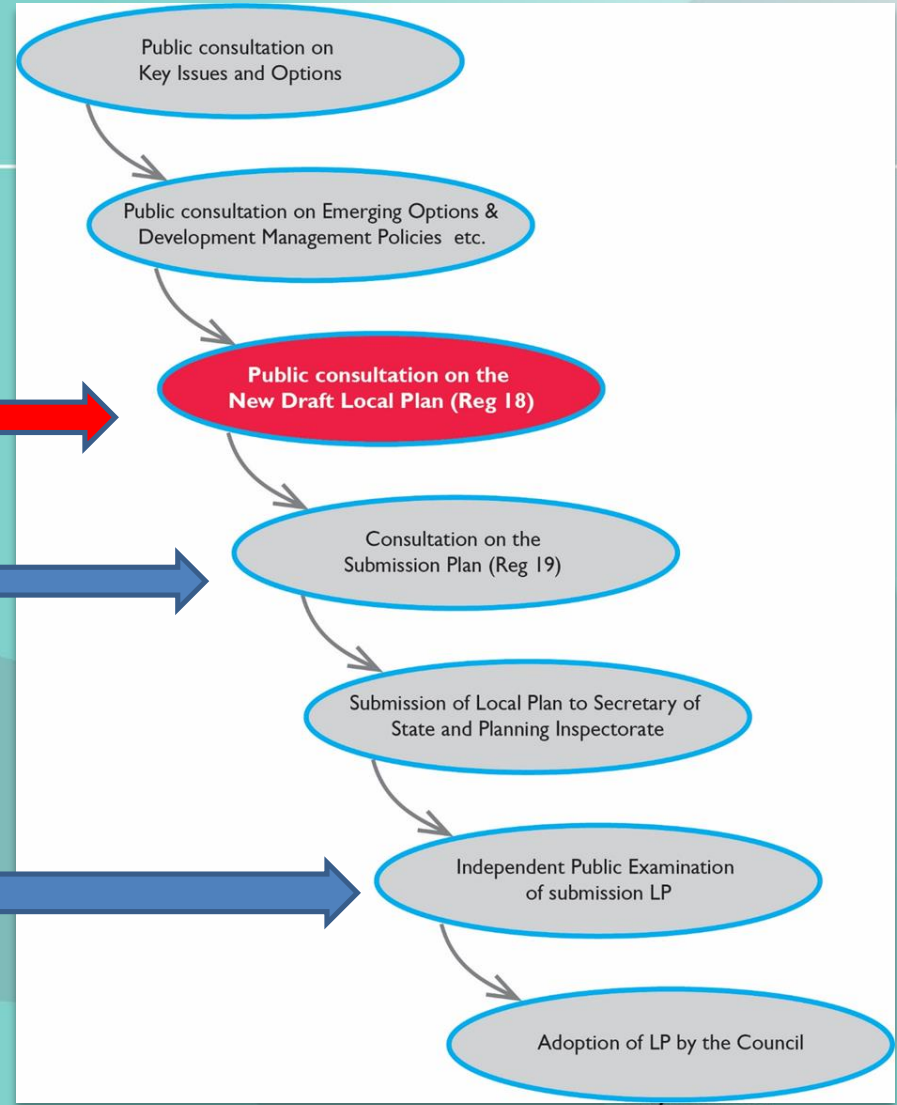 Public consultation on
Key Issues and Options
Public consultation on Emerging Options &
Development Management Policies etc.
Public consultation on the
New Draft Local Plan (Reg 18)
Consultation on the
Submission Plan (Reg 19)
Submission of Local Plan to Secretary of
State and Planning Inspectorate
Independent Public Examination
of submission LP
Adoption of LP by the Council